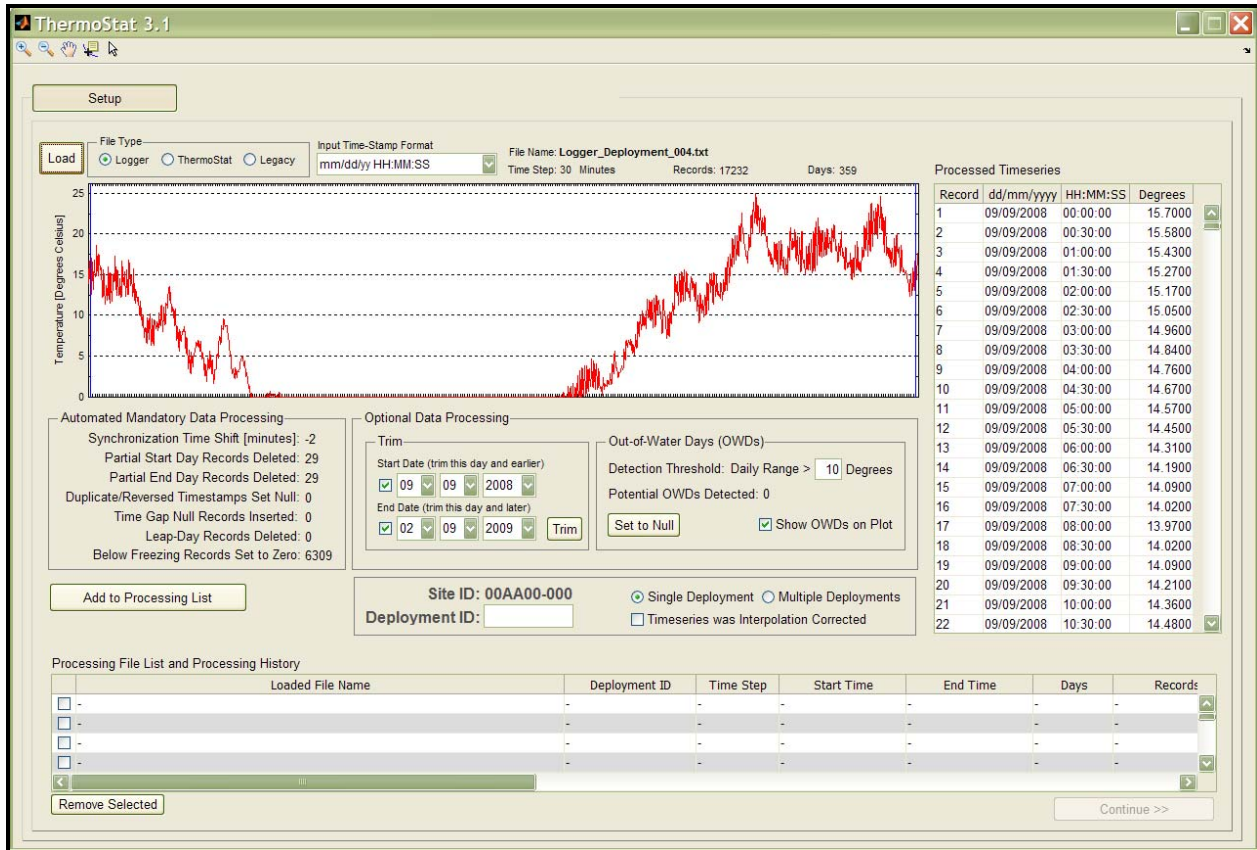 ThermoStat 3.1
Setup
Load
File Type
Logger ThermoStat Legacy
Input Time-Stamp Format
mm/dd/yy HH:MM:SS
File Name: Logger_Deployment_004.txt
Time Step: 30 Minutes Records: 17232 Days: 359
Temperature [Degrees Celsius]
25
20
15
10
5
0
Processed Timeseries
Record dd/mm/yyyy HH:MM:SS Degrees
1 09/09/2008 00:00:00 15.7000
2 09/09/2008 00:30:00 15.5800
3 09/09/2008 01:00:00 15.4300
4 09/09/2008 01:30:00 15.2700
5 09/09/2008 02:00:00 15.1700
6 09/09/2008 02:30:00 15.0500
7 09/09/2008 03:00:00 14.9600
8 09/09/2008 03:30:00 14.8400
9 09/09/2008 04:00:00 14.7600
10 09/09/2008 04:30:00 14.6700
11 09/09/2008 05:00:00 14.5700
12 09/09/2008 05:30:00 14.4500
13 09/09/2008 06:00:00 14.3100
14 09/09/2008 06:30:00 14.1900
15 09/09/2008 07:00:00 14.0900
16 09/09/2008 07:30:00 14.0200
17 09/09/2008 08:00:00 13.9700
18 09/09/2008 08:30:00 14.0200
19 09/09/2008 09:00:00 14.0900
20 09/09/2008 09:30:00 14.2100
21 09/09/2008 10:00:00 14.3600
22 09/09/2008 10:30:00 14.4800
Automated Mandatory Data Processing
Synchronization Time Shift [minutes]: -2
Partial Start Day Records Deleted: 29
Partial End Day Records Deleted: 29
Duplicate/Reversed Timestamps Set Null: 0
Time Gap Null Records Inserted: 0
Leap-Day Records Deleted: 0
Below Freezing Records Set to Zero: 6309
Optional Data Processing
Trim
Start Date (trim this day and earlier)
09 09 2008
End Date (trim this day and later)
02 09 2009 Trim
Out-of-Water Days (OWDs)
Detection Threshold: Daily Range > 10 Degrees
Potential OWDs Detected: 0
Set to Null Show OWDs on Plot
Add to Processing List
Site ID: 00AA00-000
Deployment ID:
Single Deployment Multiple Deployments
Timeseries was Interpolation Corrected
Processing File List and Processing History
Loaded File Name Deployment ID Time Step Start Time End Time Days Records
- - - - - - -
- - - - - - -
- - - - - - -
- - - - - - -
Remove Selected
Continue >>